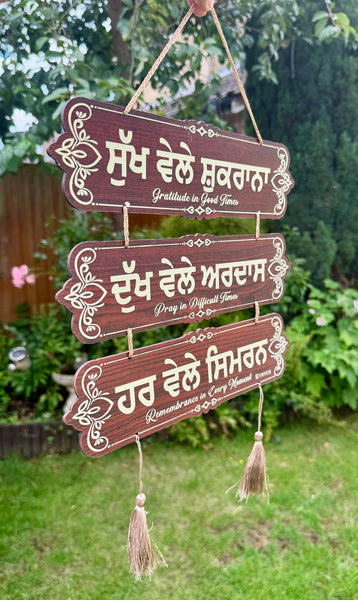 ਸੁੱਖ ਵੇਲੇ ਸ਼ੁਕਰਾਨਾ
Gratitude in Good Times
ਦੁੱਖ ਵੇਲੇ ਅਰਦਾਸ
Pray in Difficult Times
ਹਰ ਵੇਲੇ ਸਿਮਰਨ
Remembrance in Every Moment